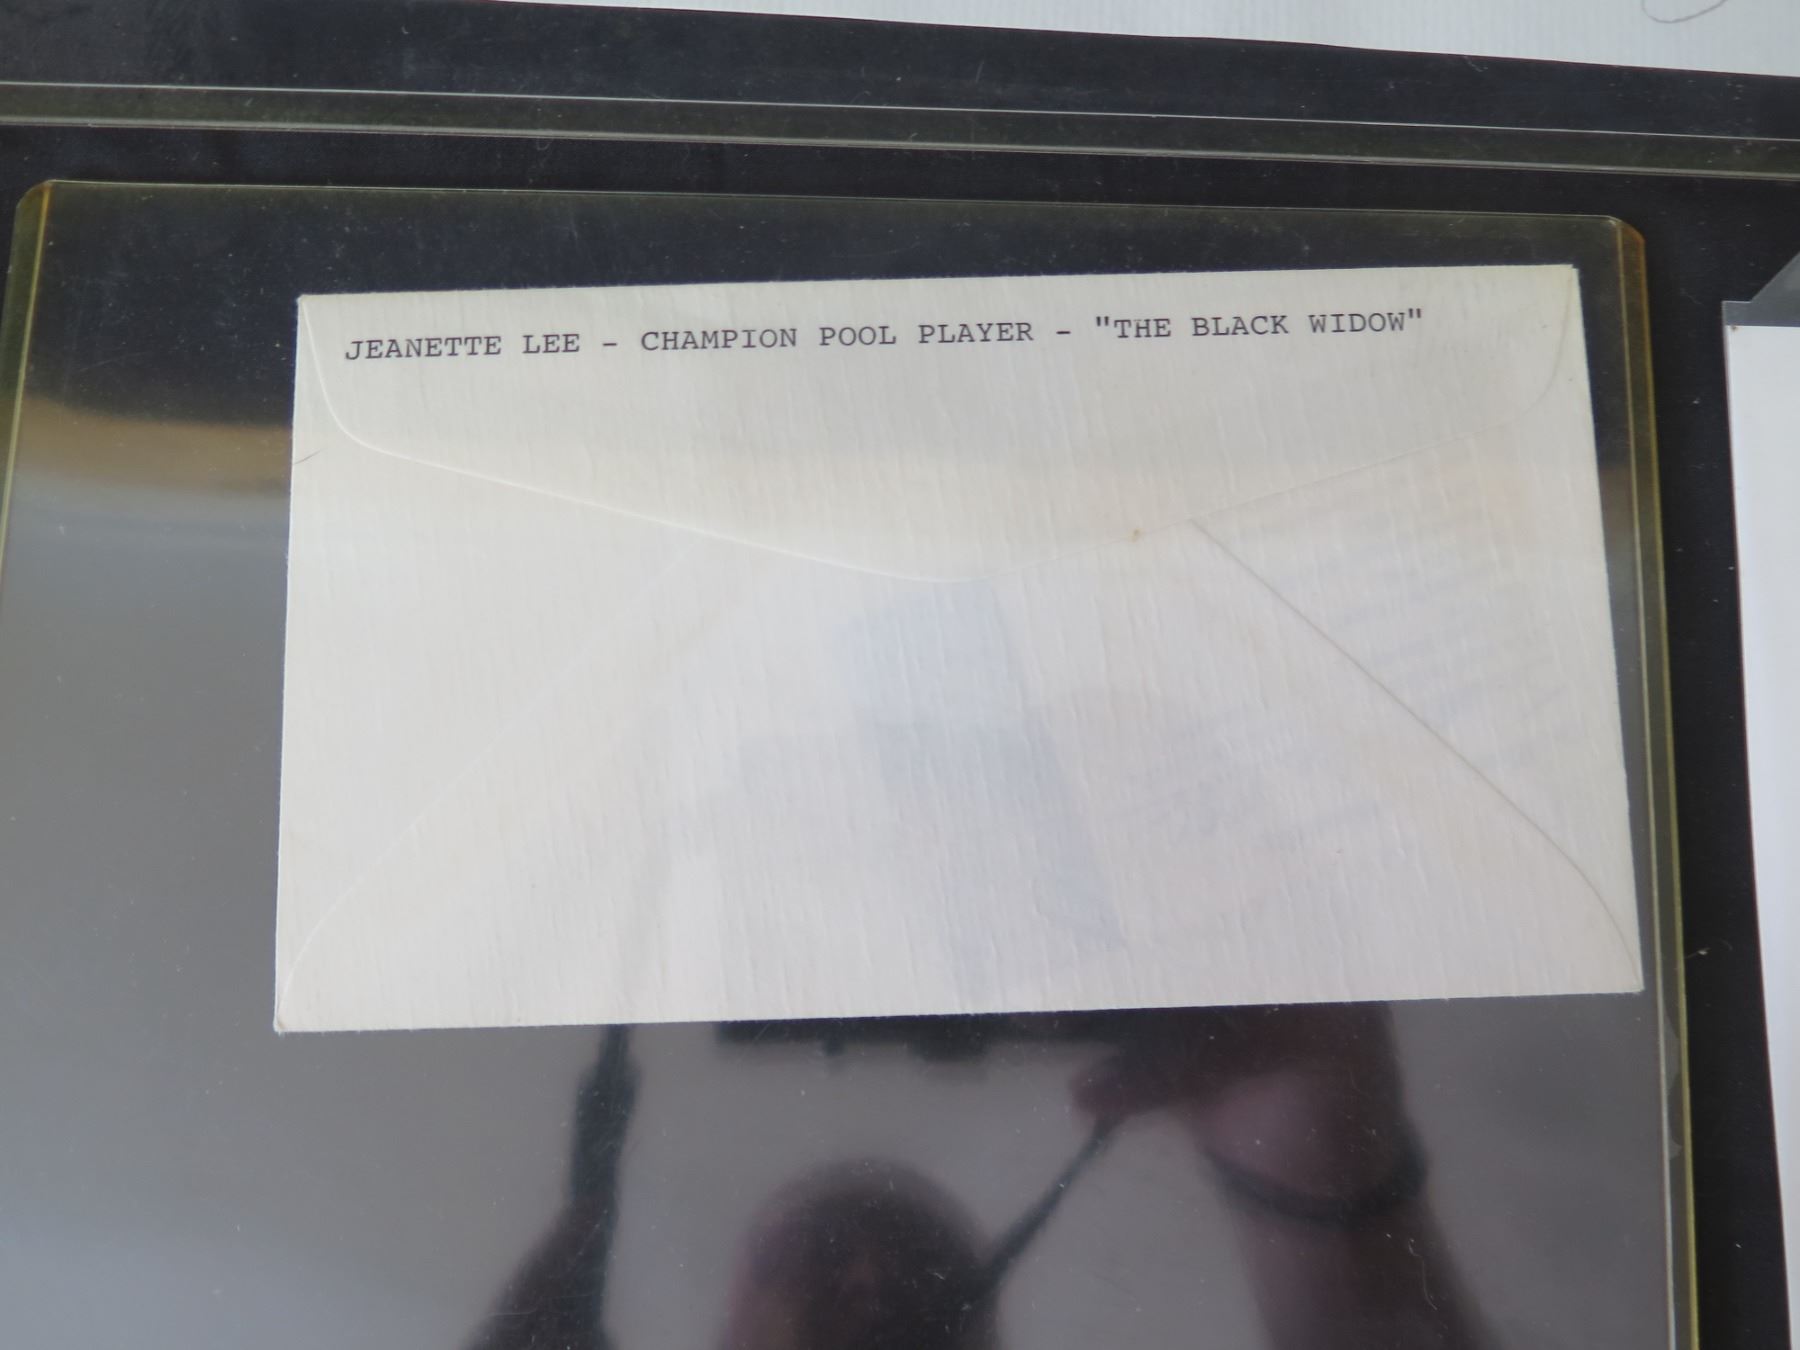 JEANETTE LEE - CHAMPION POOL PLAYER - "THE BLACK WIDOW"